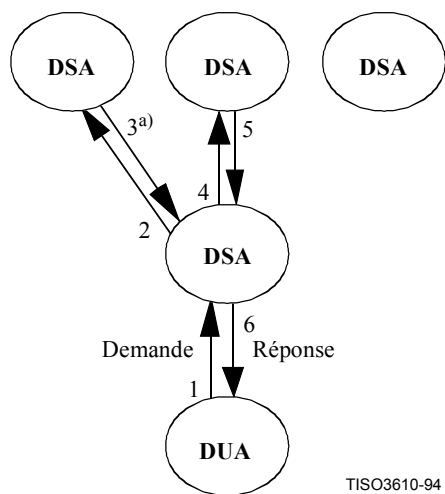 DSA DSA DSA
3a) 5
4
2
DSA
6
Demande Réponse
1
DUA
TISO3610-94